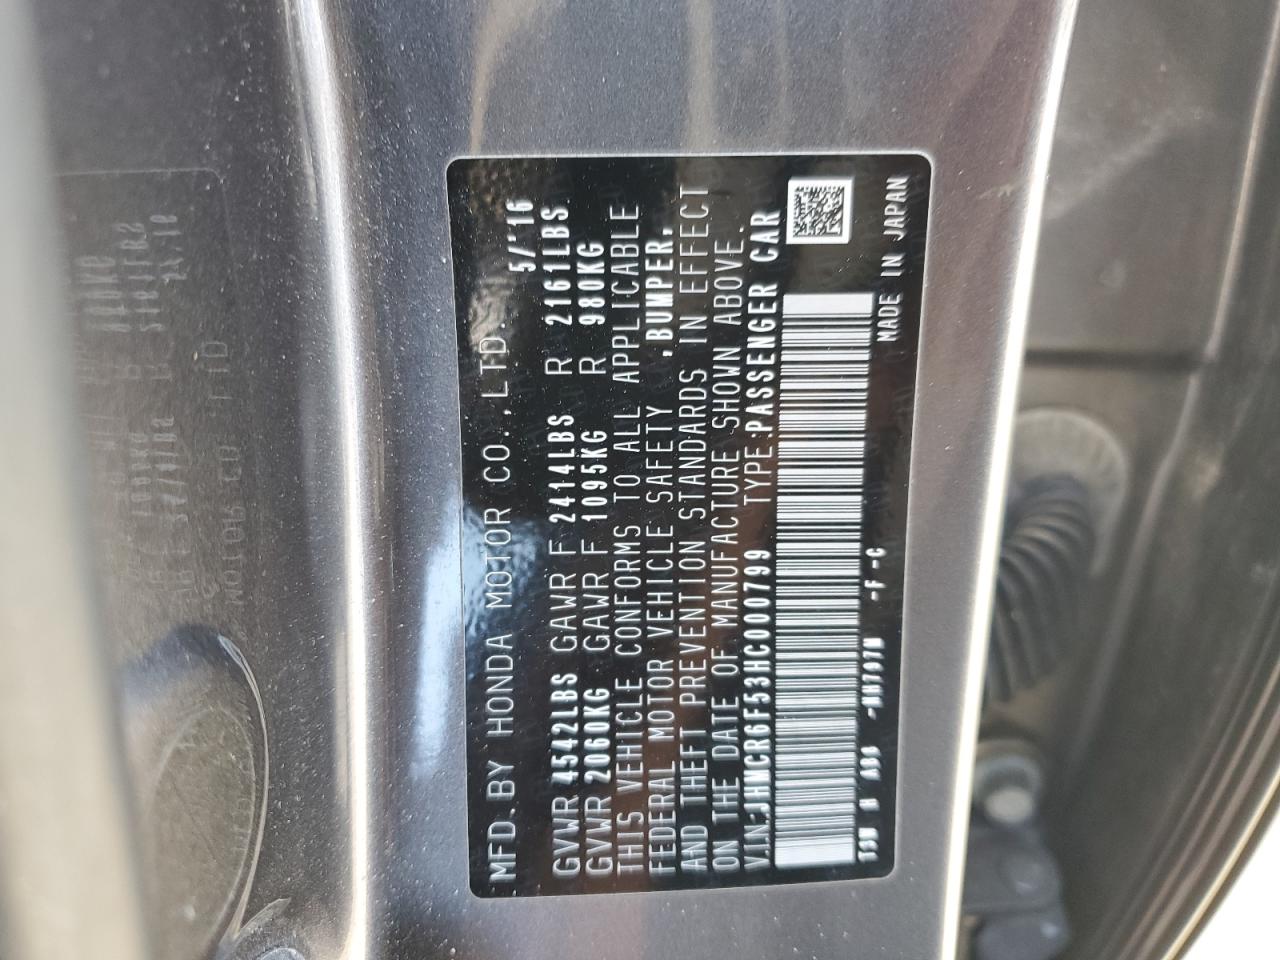 MFD. BY HONDA MOTOR CO., LTD. 5/'16
GVWR 4542LBS GAWR F 2414LBS R 2161LBS
GVWR 2060KG GAWR F 1095KG R 980KG
THIS VEHICLE CONFORMS TO ALL APPLICABLE
FEDERAL MOTOR VEHICLE SAFETY ,BUMPER,
AND THEFT PREVENTION STANDARDS IN EFFECT
ON THE DATE OF MANUFACTURE SHOWN ABOVE.
V.I.N:JHMCR6F53HC000799 TYPE:PASSENGER CAR
-F -C MADE IN JAPAN